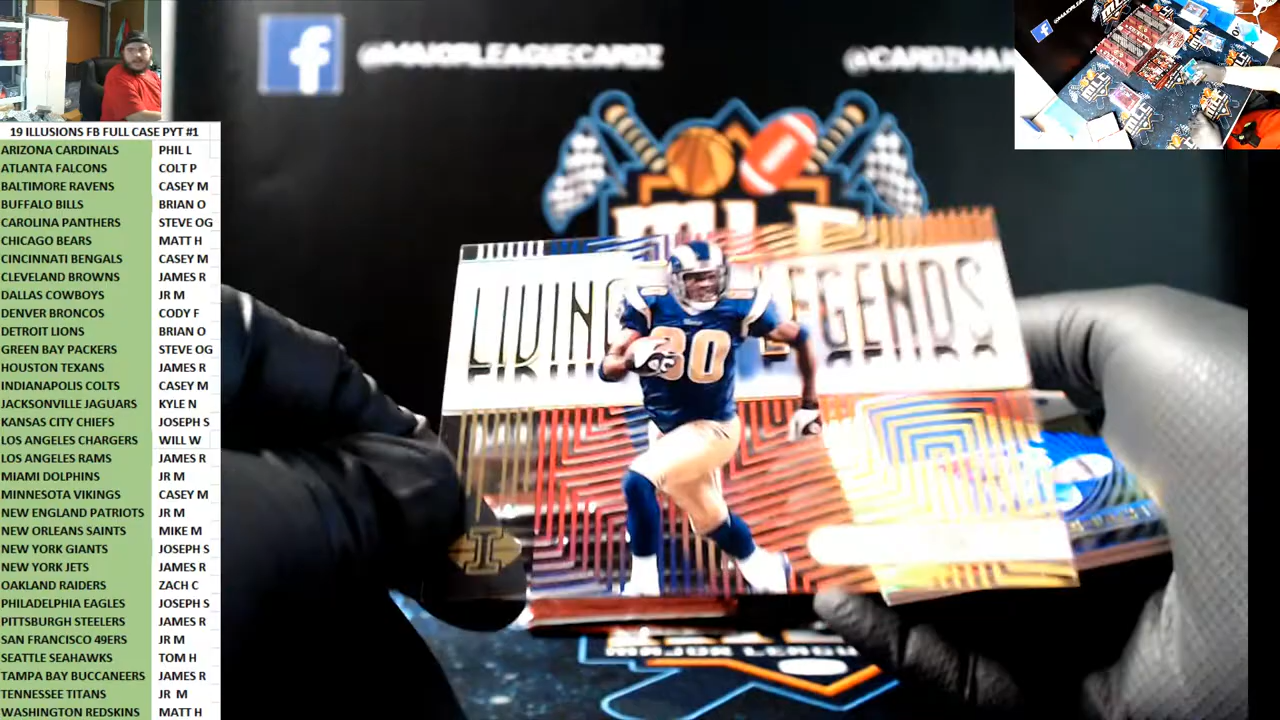 @MAJORLEAGUECARDZ
@CARDZMAN
19 ILLUSIONS FB FULL CASE PYT #1
ARIZONA CARDINALS PHIL L
ATLANTA FALCONS COLT P
BALTIMORE RAVENS CASEY M
BUFFALO BILLS BRIAN O
CAROLINA PANTHERS STEVE OG
CHICAGO BEARS MATT H
CINCINNATI BENGALS CASEY M
CLEVELAND BROWNS JAMES R
DALLAS COWBOYS JR M
DENVER BRONCOS CODY F
DETROIT LIONS BRIAN O
GREEN BAY PACKERS STEVE OG
HOUSTON TEXANS JAMES R
INDIANAPOLIS COLTS CASEY M
JACKSONVILLE JAGUARS KYLE N
KANSAS CITY CHIEFS JOSEPH S
LOS ANGELES CHARGERS WILL W
LOS ANGELES RAMS JAMES R
MIAMI DOLPHINS JR M
MINNESOTA VIKINGS CASEY M
NEW ENGLAND PATRIOTS JR M
NEW ORLEANS SAINTS MIKE M
NEW YORK GIANTS JOSEPH S
NEW YORK JETS JAMES R
OAKLAND RAIDERS ZACH C
PHILADELPHIA EAGLES JOSEPH S
PITTSBURGH STEELERS JAMES R
SAN FRANCISCO 49ERS JR M
SEATTLE SEAHAWKS TOM H
TAMPA BAY BUCCANEERS JAMES R
TENNESSEE TITANS JR M
WASHINGTON REDSKINS MATT H
LIVING LEGENDS
80
I
MAJOR LEAGU